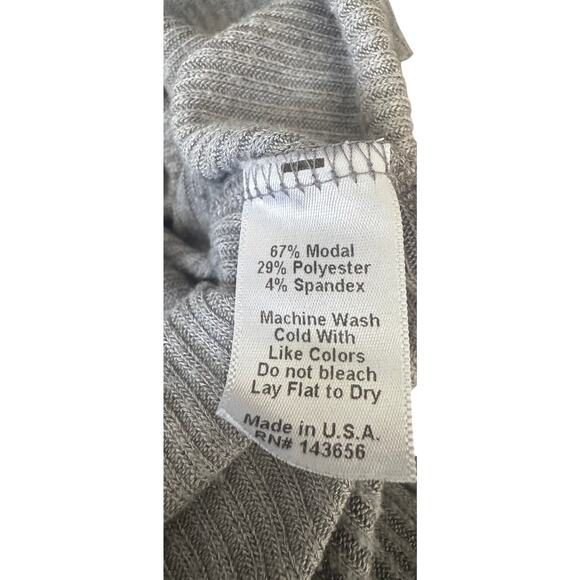 67% Modal
29% Polyester
4% Spandex
Machine Wash
Cold With
Like Colors
Do not bleach
Lay Flat to Dry
Made in U.S.A.
RN# 143656